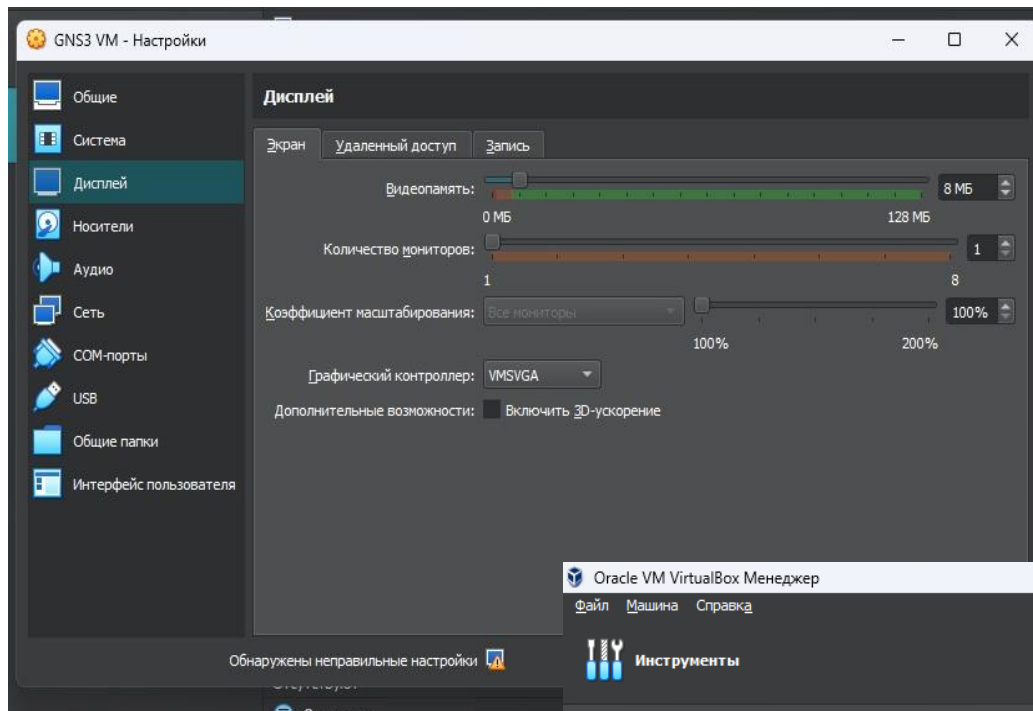 GNS3 VM - Настройки
Общие
Система
Дисплей
Носители
Аудио
Сеть
COM-порты
USB
Общие папки
Интерфейс пользователя
Дисплей
Экран Удаленный доступ Запись
Видеопамять: 8 МБ
0 МБ 128 МБ
Количество мониторов: 1
1 8
Коэффициент масштабирования: Все мониторы 100%
100% 200%
Графический контроллер: VMSVGA
Дополнительные возможности: Включить 3D-ускорение
Обнаружены неправильные настройки
Oracle VM VirtualBox Менеджер
Файл Машина Справка
Инструменты